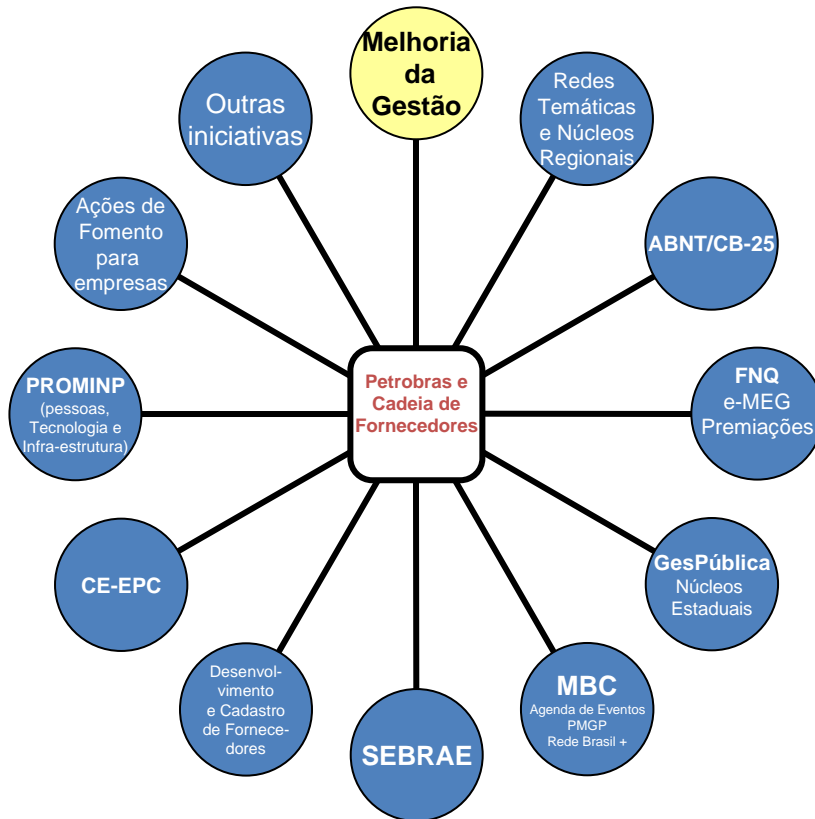 Melhoria
da
Gestão
Redes
Temáticas
e Núcleos
Regionais
ABNT/CB-25
FNQ
e-MEG
Premiações
GesPública
Núcleos
Estaduais
MBC
Agenda de Eventos
PMGP
Rede Brasil +
SEBRAE
Desenvol-
vimento
e Cadastro
de Fornece-
dores
CE-EPC
PROMINP
(pessoas,
Tecnologia e
Infra-estrutura)
Ações de
Fomento
para
empresas
Outras
iniciativas
Petrobras e
Cadeia de
Fornecedores